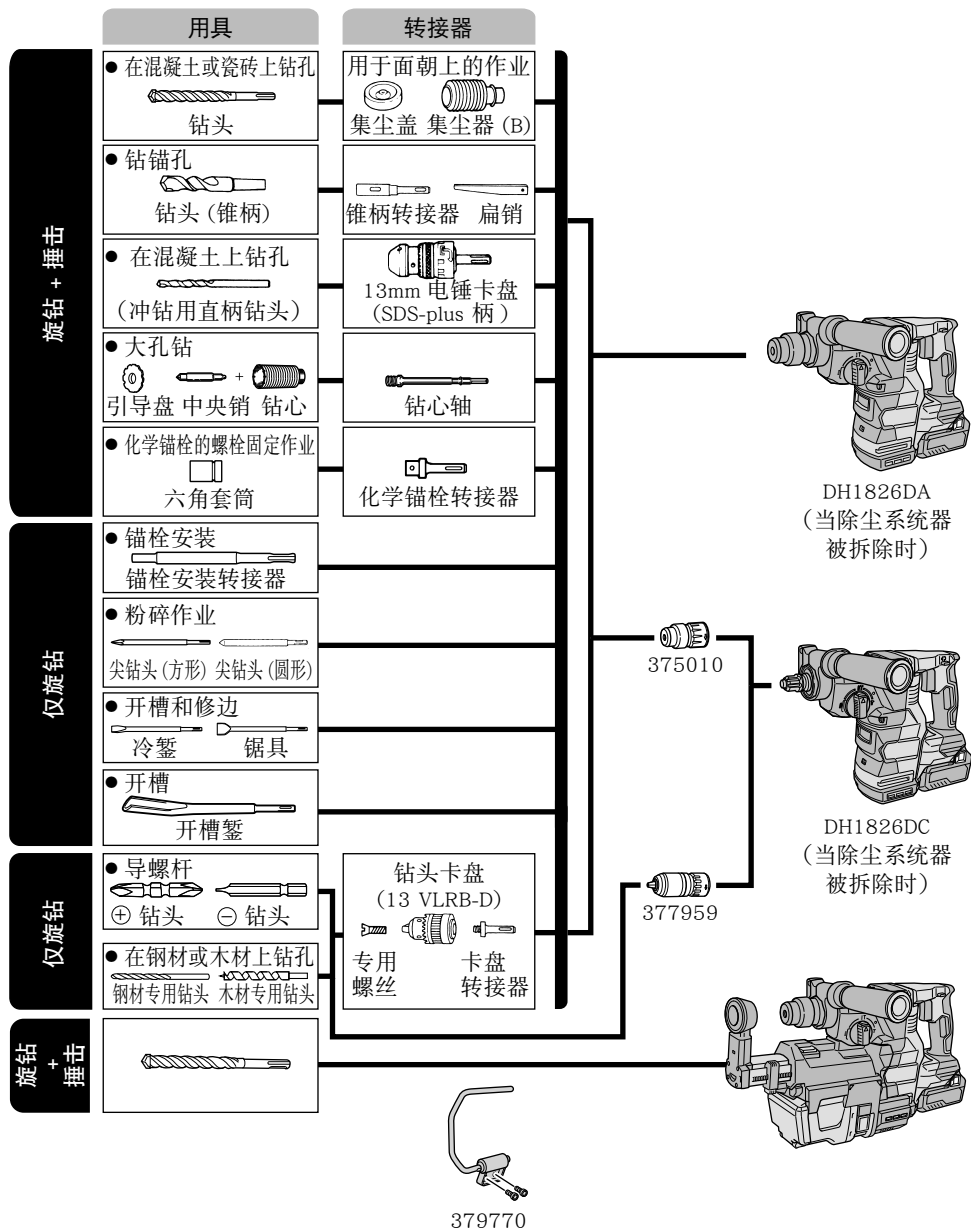 用具
转接器
旋钻 + 捶击
● 在混凝土或瓷砖上钻孔
钻头
用于面朝上的作业
集尘盖 集尘器 (B)
● 钻锚孔
钻头 (锥柄)
锥柄转接器 扁销
● 在混凝土上钻孔
(冲钻用直柄钻头)
13mm 电锤卡盘
(SDS-plus 柄)
● 大孔钻
+
引导盘 中央销 钻心
钻心轴
● 化学锚栓的螺栓固定作业
六角套筒
化学锚栓转接器
仅旋钻
● 锚栓安装
锚栓安装转接器
● 粉碎作业
尖钻头 (方形) 尖钻头 (圆形)
● 开槽和修边
冷錾 锯具
● 开槽
开槽錾
仅旋钻
● 导螺杆
⊕ 钻头 ⊖ 钻头
● 在钢材或木材上钻孔
钢材专用钻头 木材专用钻头
钻头卡盘
(13 VLRB-D)
专用
螺丝
卡盘
转接器
旋钻
+
捶击
DH1826DA
(当除尘系统器
被拆除时)
375010
DH1826DC
(当除尘系统器
被拆除时)
377959
379770